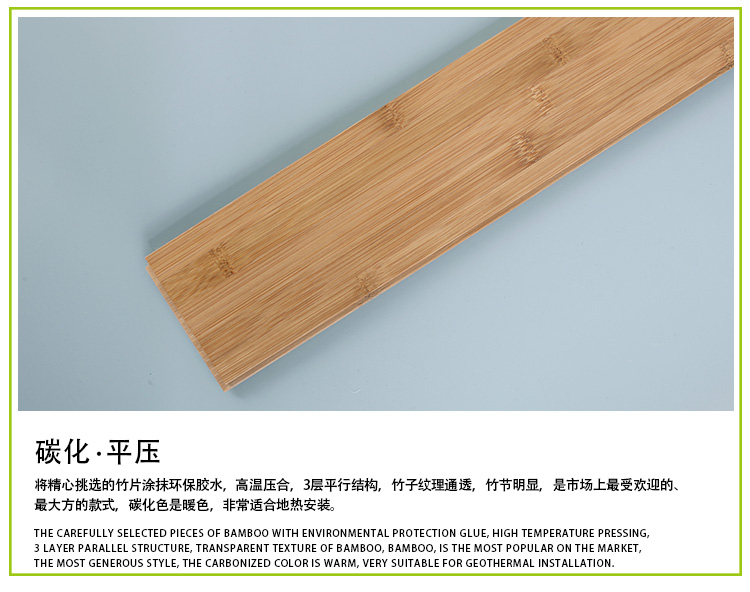 碳化·平压
将精心挑选的竹片涂抹环保胶水，高温压合，3层平行结构，竹子纹理通透，竹节明显，是市场上最受欢迎的、
最大方的款式，碳化色是暖色，非常适合地热安装。
THE CAREFULLY SELECTED PIECES OF BAMBOO WITH ENVIRONMENTAL PROTECTION GLUE, HIGH TEMPERATURE PRESSING,
3 LAYER PARALLEL STRUCTURE, TRANSPARENT TEXTURE OF BAMBOO, BAMBOO, IS THE MOST POPULAR ON THE MARKET,
THE MOST GENEROUS STYLE, THE CARBONIZED COLOR IS WARM, VERY SUITABLE FOR GEOTHERMAL INSTALLATION.